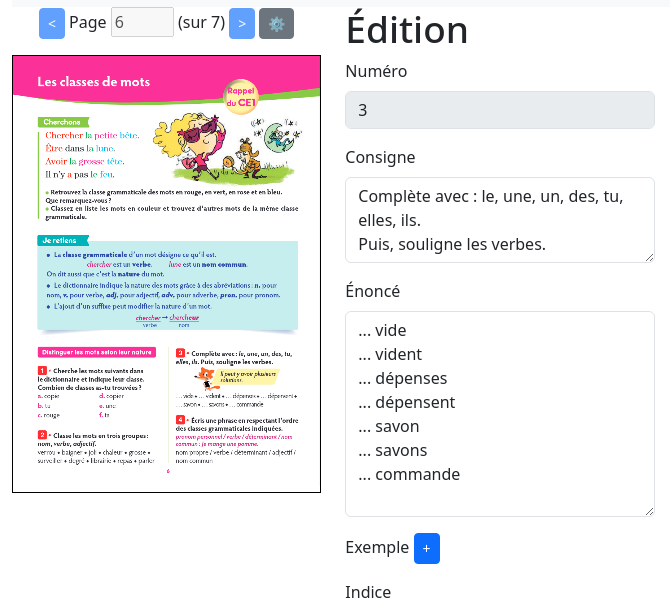 < Page 6 (sur 7) > ⚙
Les classes de mots
Rappel
du CE1
Cherchons
Chercher la petite bête.
Être dans la lune.
Avoir la grosse tête.
Il n'y a pas le feu.
● Retrouvez la classe grammaticale des mots en rouge, en vert, en rose et en bleu.
Que remarquez-vous ?
● Classez en liste les mots en couleur et trouvez d'autres mots de la même classe
grammaticale.
Je retiens
● La classe grammaticale d'un mot désigne ce qu'il est.
chercher est un verbe. lune est un nom commun.
On dit aussi que c'est la nature du mot.
● Le dictionnaire indique la nature des mots grâce à des abréviations : n. pour
nom, v. pour verbe, adj. pour adjectif, adv. pour adverbe, pron. pour pronom.
● L'ajout d'un suffixe peut modifier la nature d'un mot.
chercher → chercheur
verbe nom
Distinguer les mots selon leur nature
1 * Cherche les mots suivants dans
le dictionnaire et indique leur classe.
Combien de classes as-tu trouvées ?
a. copie d. copier
b. tu e. une
c. rouge f. ta
2 * Classe les mots en trois groupes :
nom, verbe, adjectif.
verrou • baigner • joli • chaleur • grosse •
surveiller • degré • librairie • repas • parler
3 * Complète avec : le, une, un, des, tu,
elles, ils. Puis, souligne les verbes.
Il peut y avoir plusieurs
solutions.
... vide • ... vident • ... dépenses • ... dépensent •
... savon • ... savons • ... commande
4 * Écris une phrase en respectant l'ordre
des classes grammaticales indiquées.
pronom personnel / verbe / déterminant / nom
commun : Je mange une pomme.
nom propre / verbe / déterminant / adjectif /
nom commun
6
Édition
Numéro
3
Consigne
Complète avec : le, une, un, des, tu,
elles, ils.
Puis, souligne les verbes.
Énoncé
... vide
... vident
... dépenses
... dépensent
... savon
... savons
... commande
Exemple +
Indice